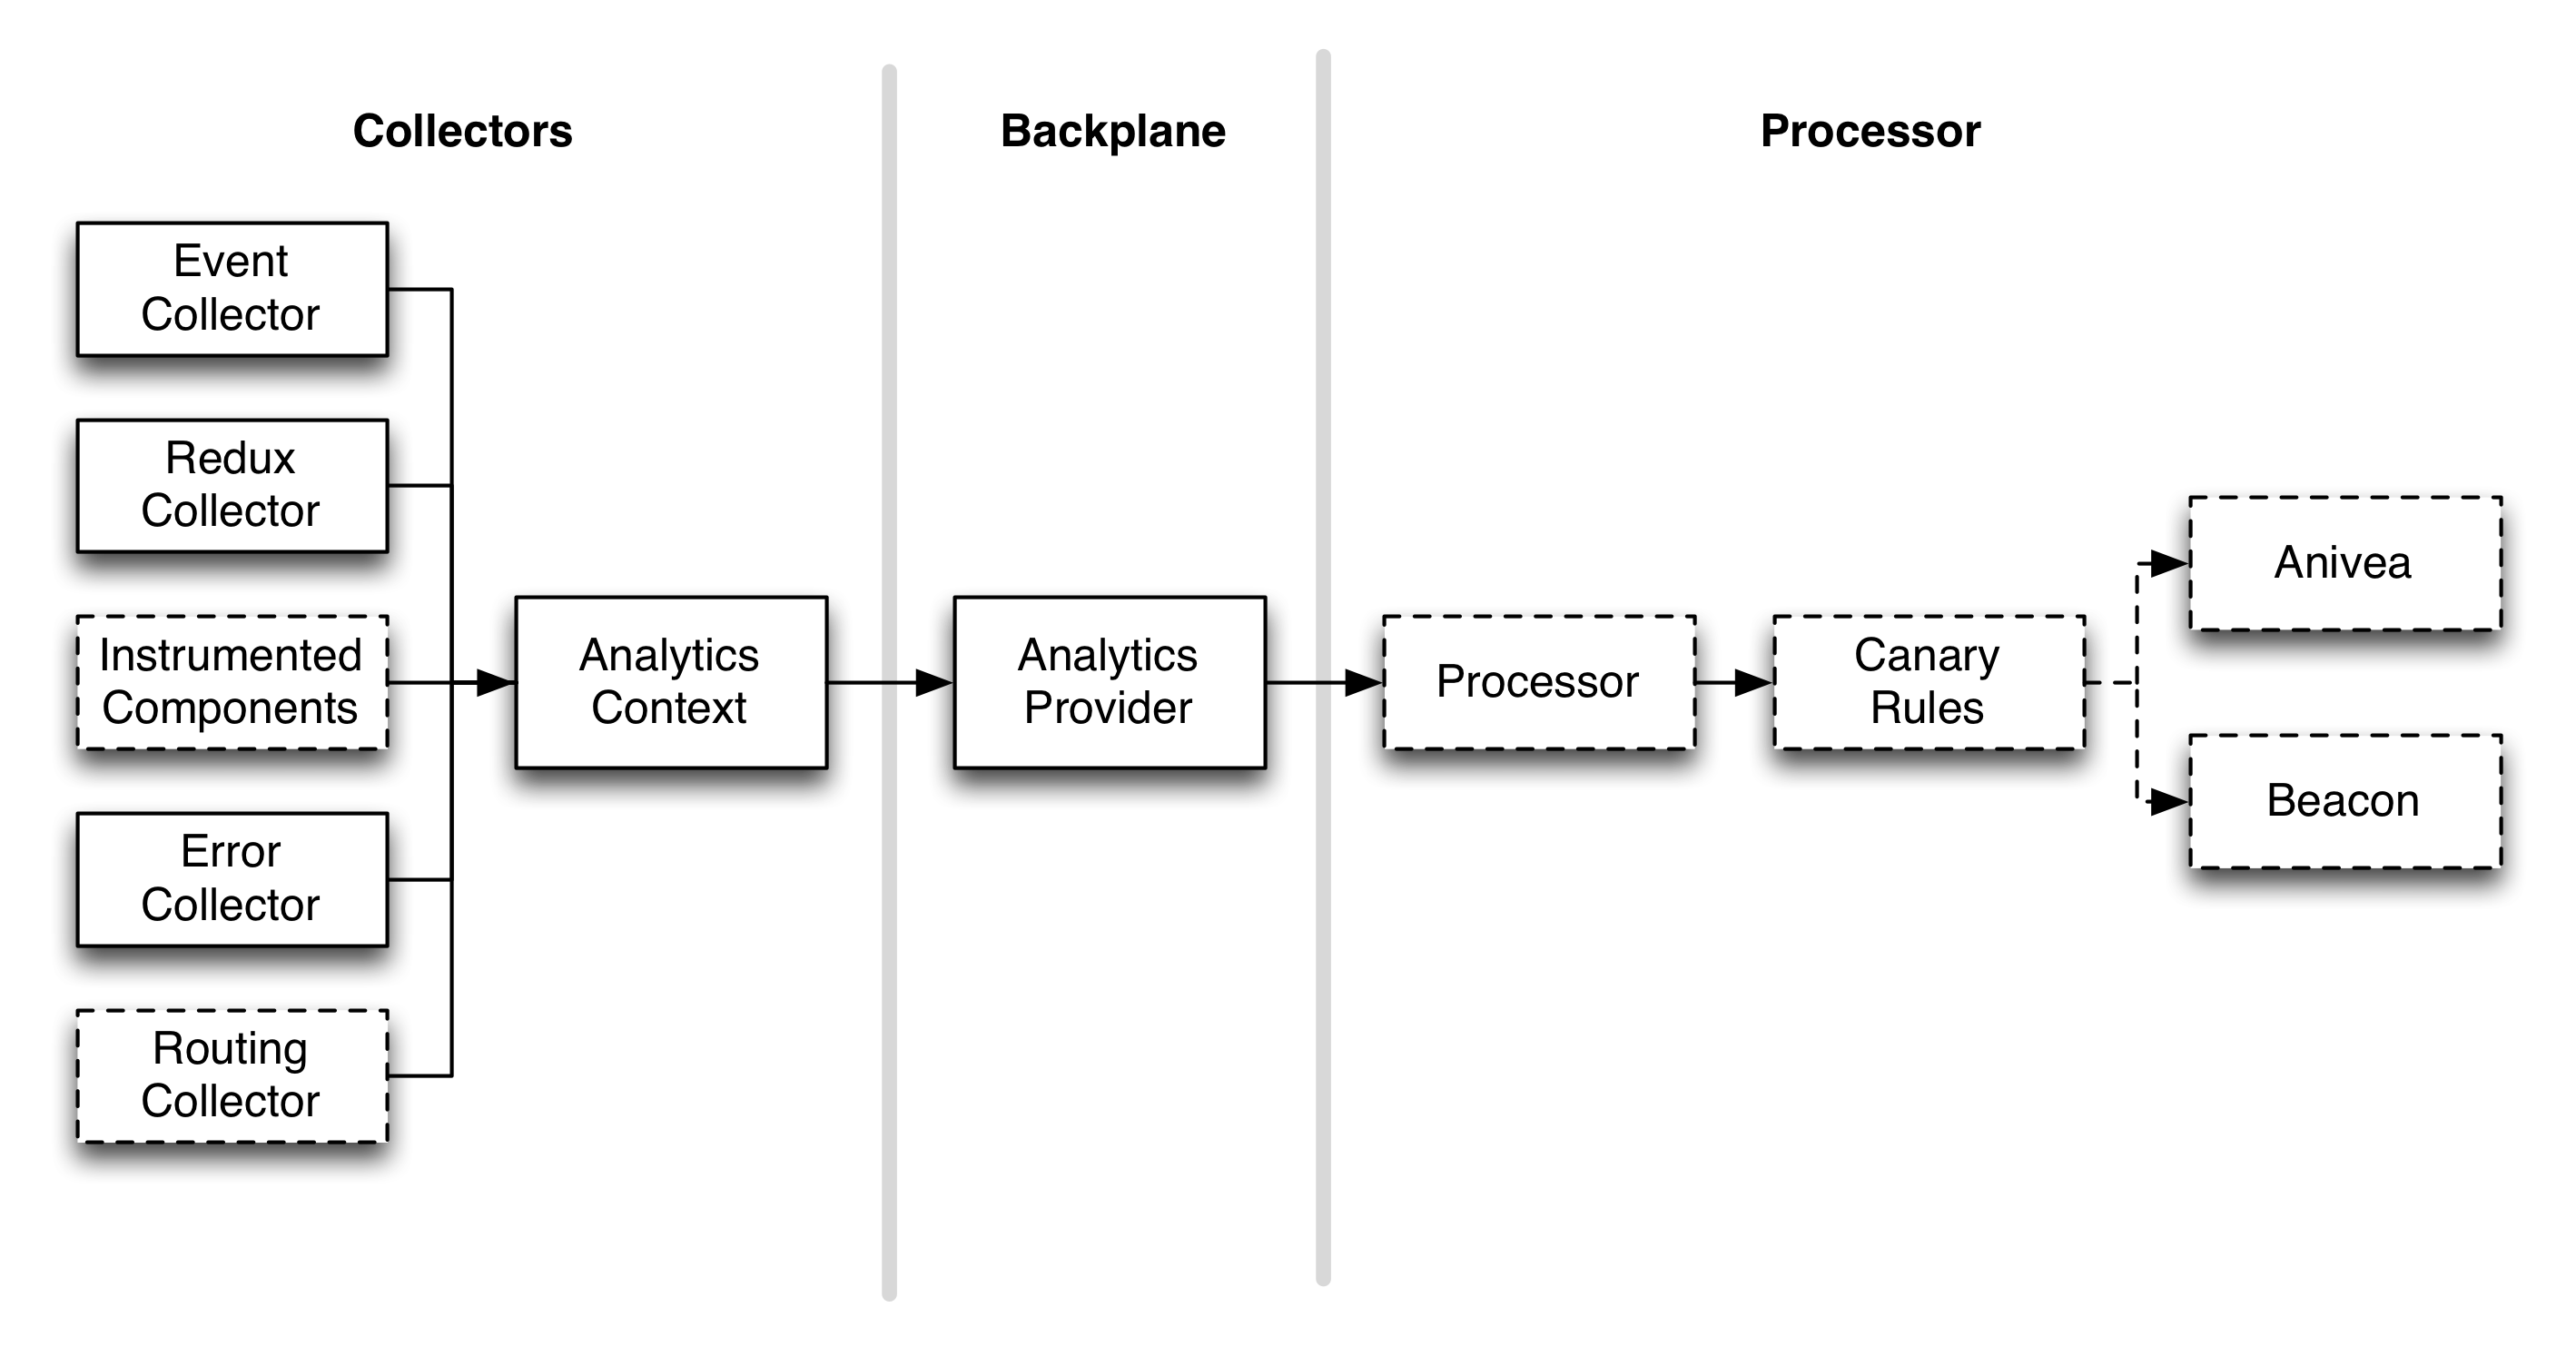 Collectors
Backplane
Processor
Event
Collector
Redux
Collector
Instrumented
Components
Error
Collector
Routing
Collector
Analytics
Context
Analytics
Provider
Processor
Canary
Rules
Anivea
Beacon